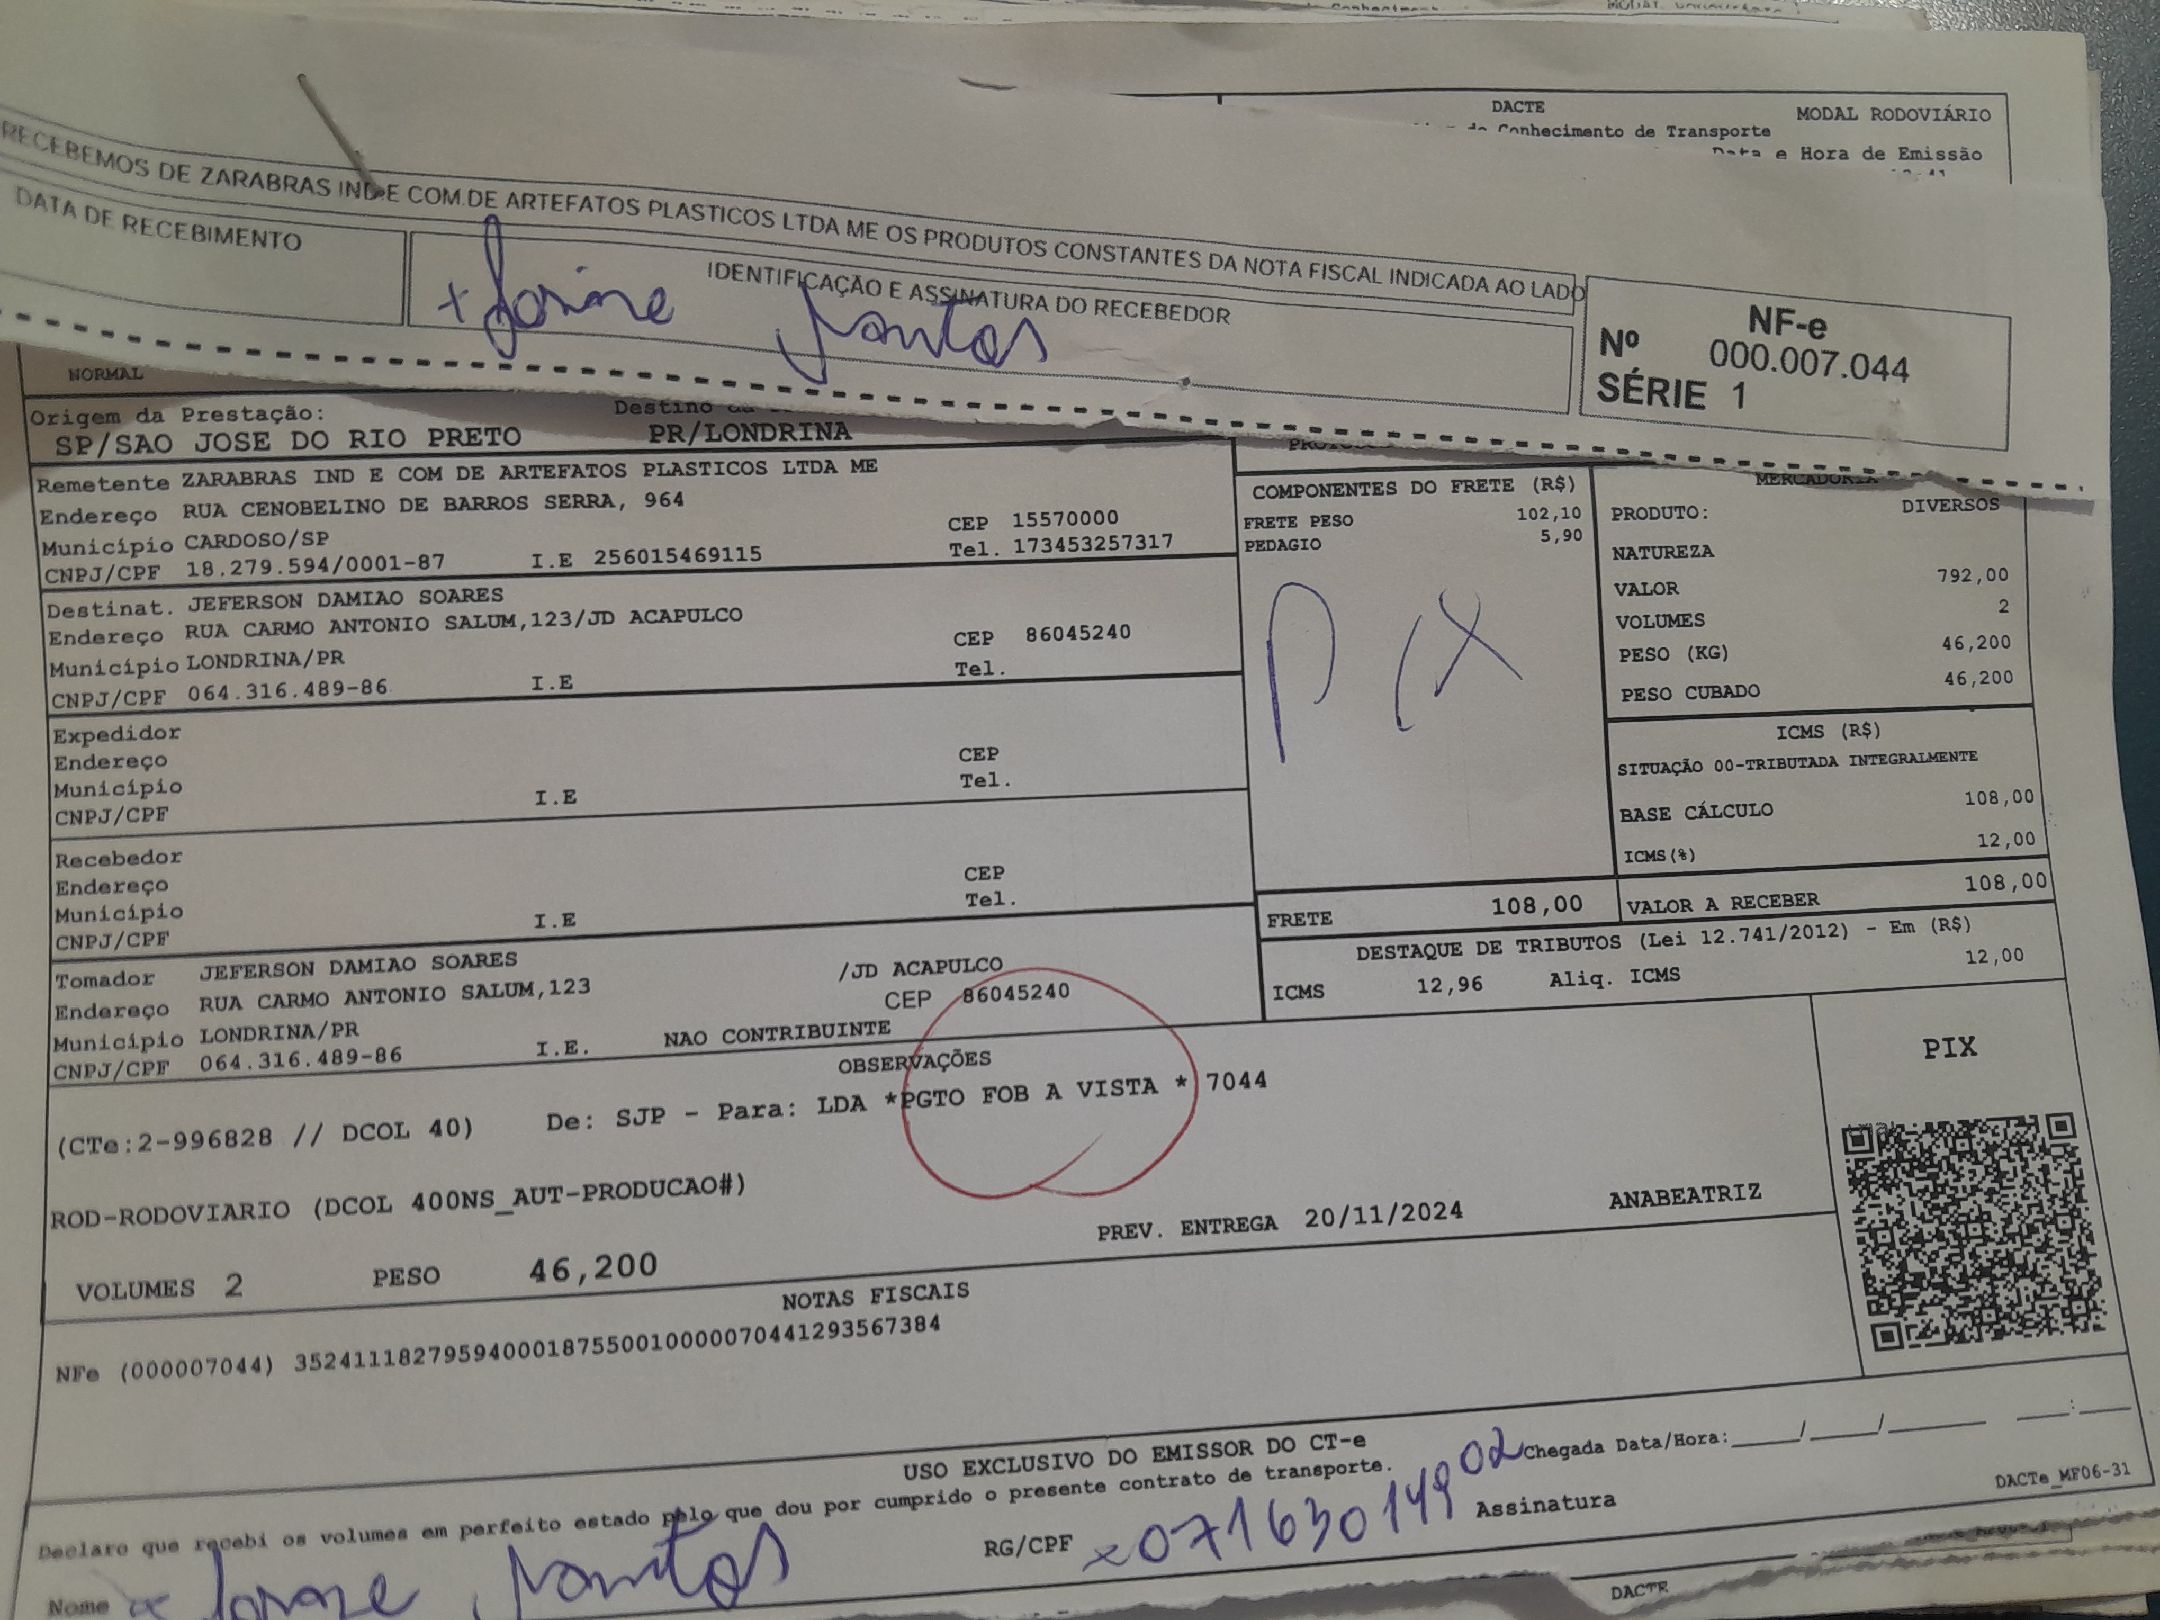 DACTE
MODAL RODOVIÁRIO
Conhecimento de Transporte
e Hora de Emissão
RECEBEMOS DE ZARABRAS IND E COM DE ARTEFATOS PLASTICOS LTDA ME OS PRODUTOS CONSTANTES DA NOTA FISCAL INDICADA AO LADO
DATA DE RECEBIMENTO
IDENTIFICAÇÃO E ASSINATURA DO RECEBEDOR
NF-e
Nº 000.007.044
SÉRIE 1
NORMAL
Origem da Prestação: Destino
SP/SAO JOSE DO RIO PRETO PR/LONDRINA
Remetente ZARABRAS IND E COM DE ARTEFATOS PLASTICOS LTDA ME
Endereço RUA CENOBELINO DE BARROS SERRA, 964
Município CARDOSO/SP CEP 15570000
CNPJ/CPF 18.279.594/0001-87 I.E 256015469115 Tel. 173453257317
Destinat. JEFERSON DAMIAO SOARES
Endereço RUA CARMO ANTONIO SALUM,123/JD ACAPULCO
Município LONDRINA/PR CEP 86045240
CNPJ/CPF 064.316.489-86 I.E Tel.
Expedidor
Endereço CEP
Município Tel.
CNPJ/CPF I.E
Recebedor
Endereço CEP
Município Tel.
CNPJ/CPF I.E
Tomador JEFERSON DAMIAO SOARES /JD ACAPULCO
Endereço RUA CARMO ANTONIO SALUM,123 CEP 86045240
Município LONDRINA/PR
CNPJ/CPF 064.316.489-86 I.E. NAO CONTRIBUINTE
COMPONENTES DO FRETE (R$)
FRETE PESO 102,10
PEDAGIO 5,90
PIX
FRETE 108,00
MERCADORIA
PRODUTO: DIVERSOS
NATUREZA
VALOR 792,00
VOLUMES 2
PESO (KG) 46,200
PESO CUBADO 46,200
ICMS (R$)
SITUAÇÃO 00-TRIBUTADA INTEGRALMENTE
BASE CÁLCULO 108,00
ICMS(%) 12,00
VALOR A RECEBER 108,00
DESTAQUE DE TRIBUTOS (Lei 12.741/2012) - Em (R$)
ICMS 12,96 Aliq. ICMS 12,00
OBSERVAÇÕES
(CTe:2-996828 // DCOL 40) De: SJP - Para: LDA *PGTO FOB A VISTA * 7044
ROD-RODOVIARIO (DCOL 400NS_AUT-PRODUCAO#)
PREV. ENTREGA 20/11/2024 ANABEATRIZ
VOLUMES 2 PESO 46,200
PIX
NOTAS FISCAIS
NFe (000007044) 35241118279594000187550010000070441293567384
USO EXCLUSIVO DO EMISSOR DO CT-e
Declaro que recebi os volumes em perfeito estado pelo que dou por cumprido o presente contrato de transporte.
Chegada Data/Hora:____/____/______ ___:___
Nome
RG/CPF x07163014902 Assinatura
DACTe_MF06-31
DACTE